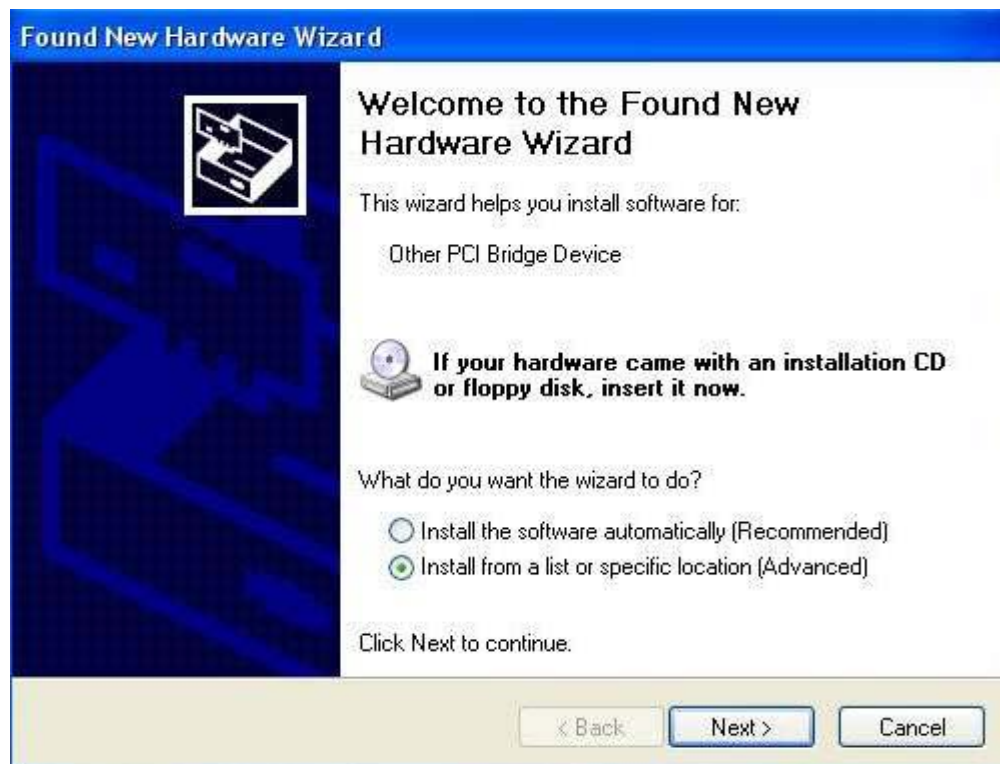 Found New Hardware Wizard
Welcome to the Found New
Hardware Wizard
This wizard helps you install software for:
Other PCI Bridge Device
If your hardware came with an installation CD
or floppy disk, insert it now.
What do you want the wizard to do?
Install the software automatically (Recommended)
Install from a list or specific location (Advanced)
Click Next to continue.
< Back Next > Cancel